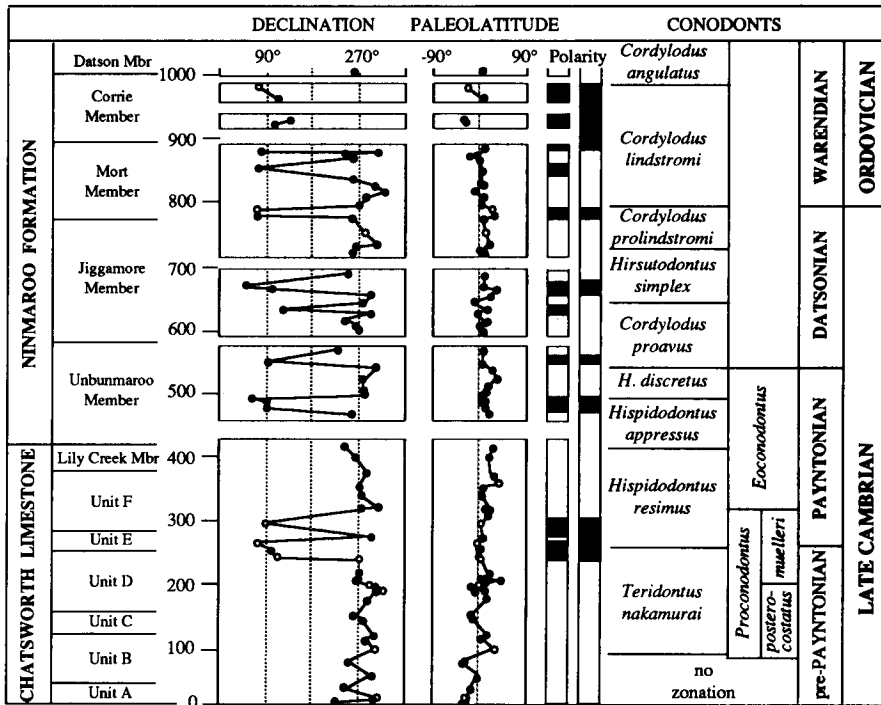 DECLINATION PALEOLATITUDE CONODONTS
90° 270° -90° 90° Polarity
NINMAROO FORMATION
CHATSWORTH LIMESTONE
Datson Mbr
Corrie
Member
Mort
Member
Jiggamore
Member
Unbunmaroo
Member
Lily Creek Mbr
Unit F
Unit E
Unit D
Unit C
Unit B
Unit A
1000
900
800
700
600
500
400
300
200
100
0
Cordylodus
angulatus
Cordylodus
lindstromi
Cordylodus
prolindstromi
Hirsutodontus
simplex
Cordylodus
proavus
H. discretus
Hispidodontus
appressus
Hispidodontus
resimus
Teridontus
nakamurai
no
zonation
Eoconodontus
Proconodontus
muelleri
postero-
costatus
WARENDIAN
DATSONIAN
PAYNTONIAN
pre-PAYNTONIAN
ORDOVICIAN
LATE CAMBRIAN